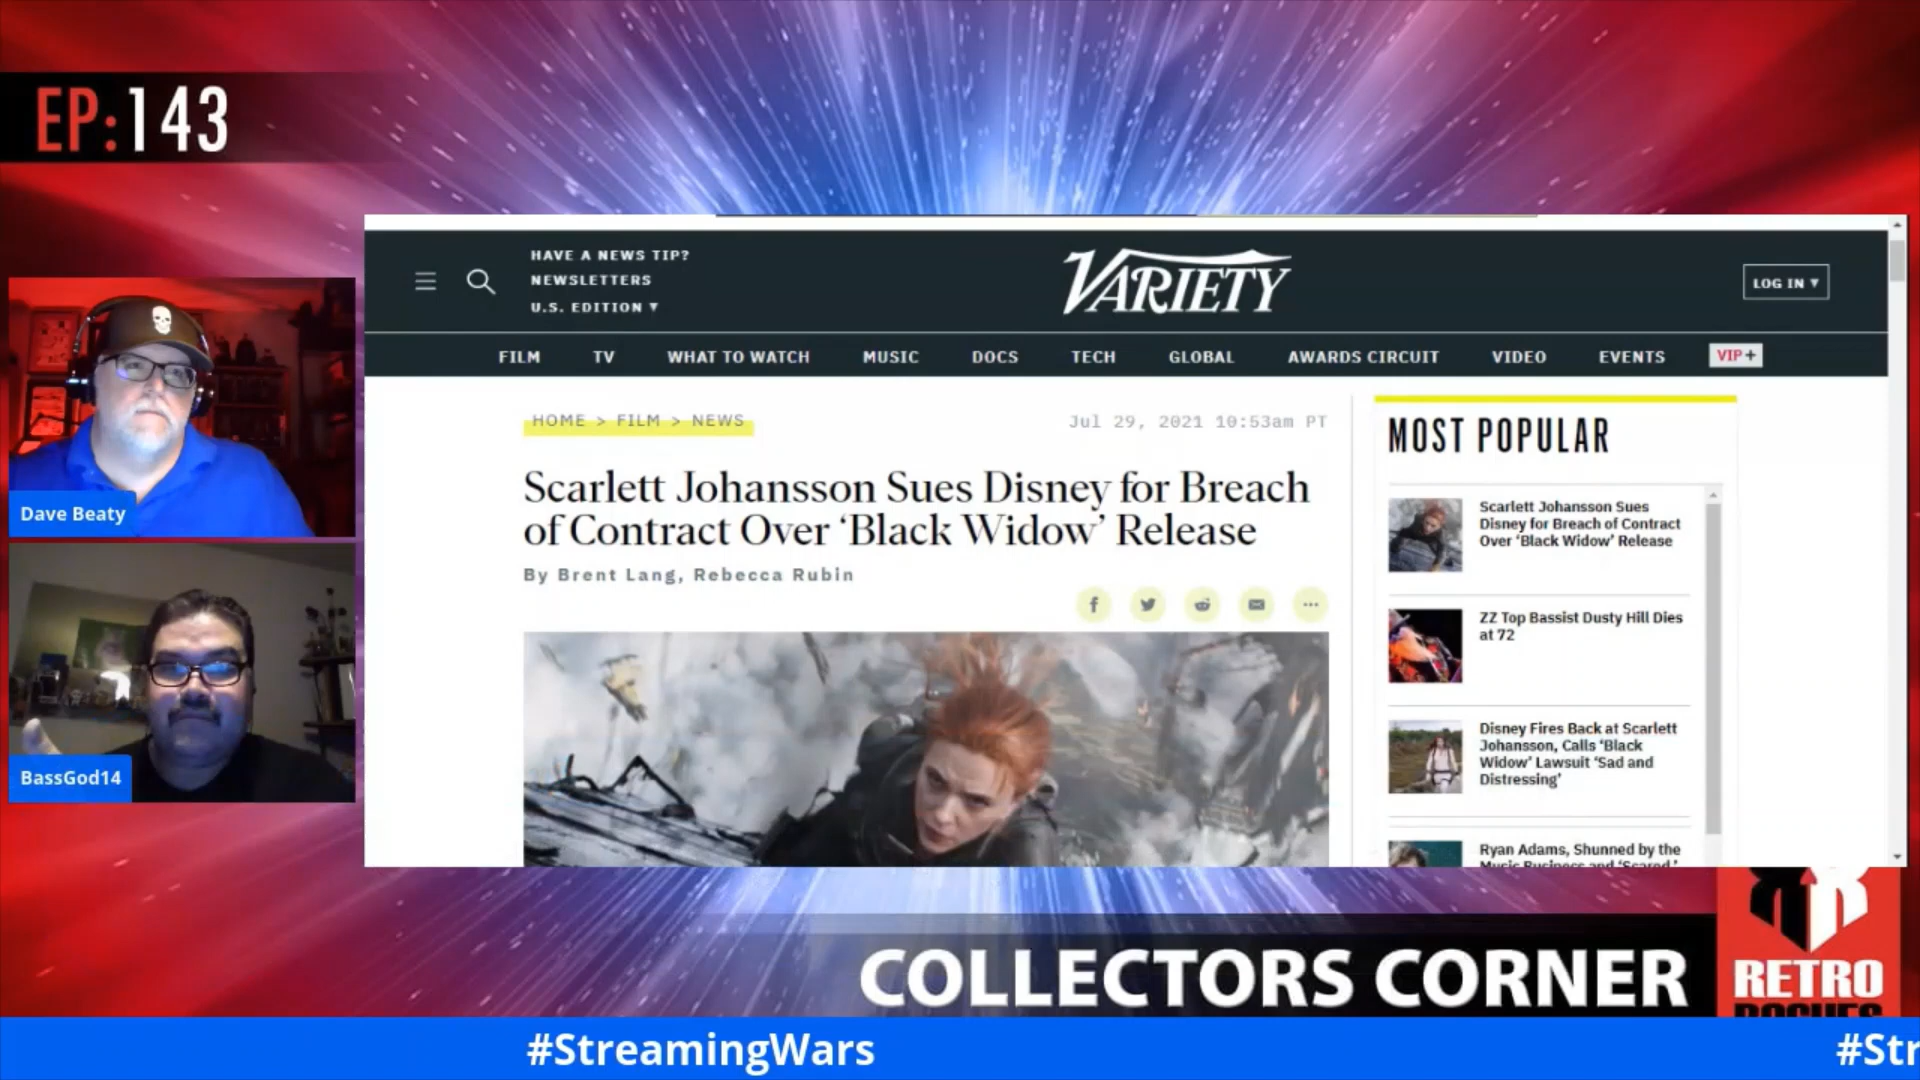 EP:143
HAVE A NEWS TIP?
NEWSLETTERS
U.S. EDITION ▼
VARIETY
LOG IN ▼
FILM TV WHAT TO WATCH MUSIC DOCS TECH GLOBAL AWARDS CIRCUIT VIDEO EVENTS VIP+
HOME > FILM > NEWS
Jul 29, 2021 10:53am PT
Scarlett Johansson Sues Disney for Breach
of Contract Over ‘Black Widow’ Release
By Brent Lang, Rebecca Rubin
MOST POPULAR
Scarlett Johansson Sues
Disney for Breach of Contract
Over ‘Black Widow’ Release
ZZ Top Bassist Dusty Hill Dies
at 72
Disney Fires Back at Scarlett
Johansson, Calls ‘Black
Widow’ Lawsuit ‘Sad and
Distressing’
Ryan Adams, Shunned by the
Music Business and ‘Scared,’
Dave Beaty
BassGod14
COLLECTORS CORNER
RETRO
ROGUES
#StreamingWars
#Str